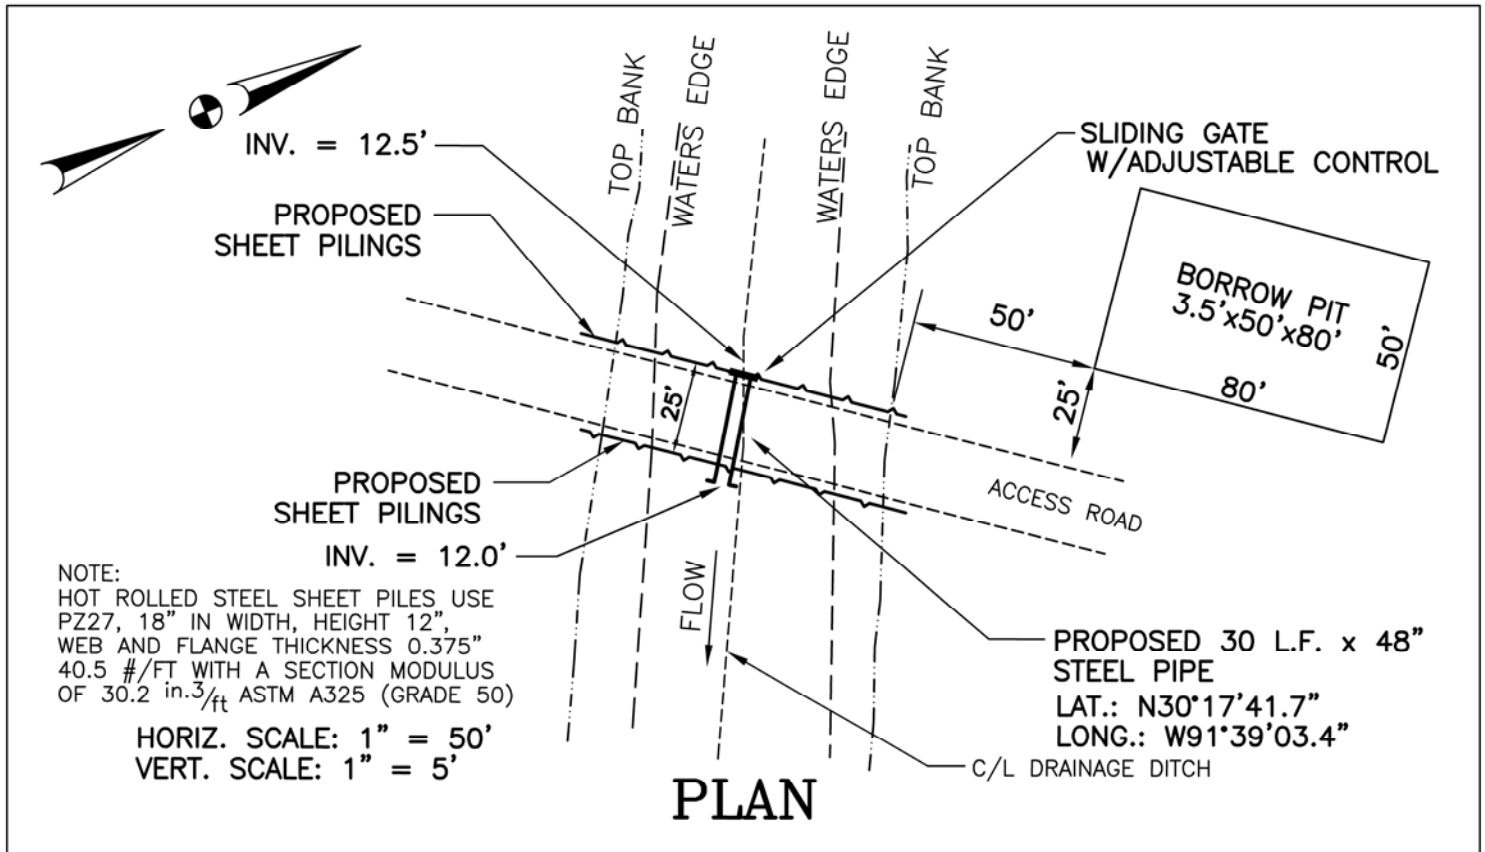 TOP BANK
WATERS EDGE
WATERS EDGE
TOP BANK
INV. = 12.5'
SLIDING GATE
W/ADJUSTABLE CONTROL
PROPOSED
SHEET PILINGS
BORROW PIT
3.5'x50'x80'
50'
50'
80'
25'
25'
PROPOSED
SHEET PILINGS
ACCESS ROAD
INV. = 12.0'
FLOW
NOTE:
HOT ROLLED STEEL SHEET PILES USE
PZ27, 18" IN WIDTH, HEIGHT 12",
WEB AND FLANGE THICKNESS 0.375"
40.5 #/FT WITH A SECTION MODULUS
OF 30.2 in.3/ft ASTM A325 (GRADE 50)
HORIZ. SCALE: 1" = 50'
VERT. SCALE: 1" = 5'
PROPOSED 30 L.F. x 48"
STEEL PIPE
LAT.: N30°17'41.7"
LONG.: W91°39'03.4"
C/L DRAINAGE DITCH
PLAN